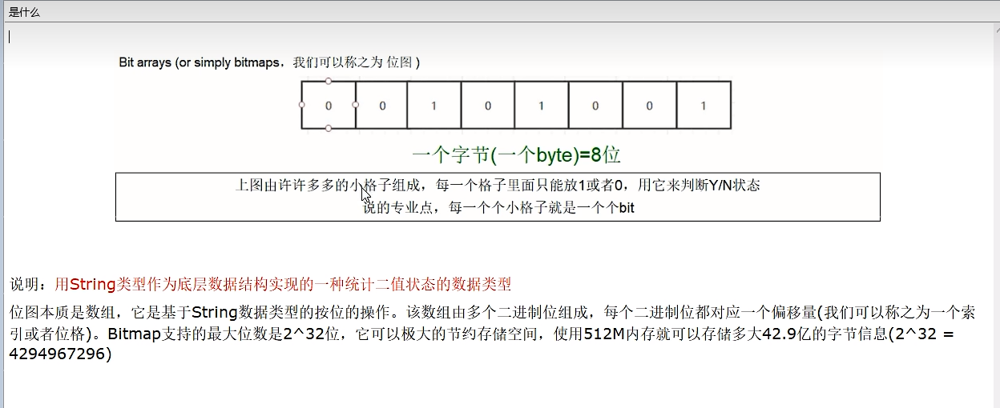 是什么
Bit arrays (or simply bitmaps，我们可以称之为 位图 )
0 0 1 0 1 0 0 1
一个字节(一个byte)=8位
上图由许许多多的小格子组成，每一个格子里面只能放1或者0，用它来判断Y/N状态
说的专业点，每一个个小格子就是一个个bit
说明：用String类型作为底层数据结构实现的一种统计二值状态的数据类型
位图本质是数组，它是基于String数据类型的按位的操作。该数组由多个二进制位组成，每个二进制位都对应一个偏移量(我们可以称之为一个索
引或者位格)。Bitmap支持的最大位数是2^32位，它可以极大的节约存储空间，使用512M内存就可以存储多大42.9亿的字节信息(2^32 =
4294967296)